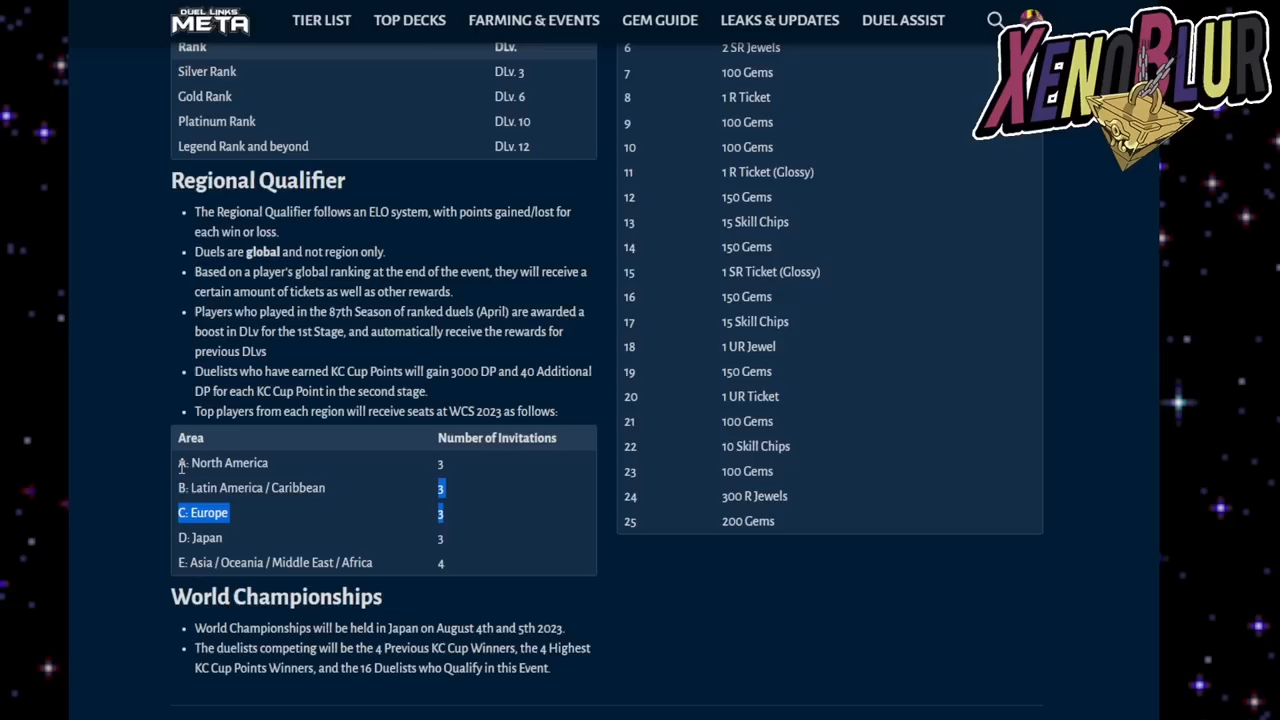 DUEL LINKS
META
TIER LIST
TOP DECKS
FARMING & EVENTS
GEM GUIDE
LEAKS & UPDATES
DUEL ASSIST
XENOBLUR
Rank DLv.
Silver Rank DLv. 3
Gold Rank DLv. 6
Platinum Rank DLv. 10
Legend Rank and beyond DLv. 12
Regional Qualifier
• The Regional Qualifier follows an ELO system, with points gained/lost for
each win or loss.
• Duels are global and not region only.
• Based on a player's global ranking at the end of the event, they will receive a
certain amount of tickets as well as other rewards.
• Players who played in the 87th Season of ranked duels (April) are awarded a
boost in DLv for the 1st Stage, and automatically receive the rewards for
previous DLvs
• Duelists who have earned KC Cup Points will gain 3000 DP and 40 Additional
DP for each KC Cup Point in the second stage.
• Top players from each region will receive seats at WCS 2023 as follows:
Area Number of Invitations
A: North America 3
B: Latin America / Caribbean 3
C: Europe 3
D: Japan 3
E: Asia / Oceania / Middle East / Africa 4
World Championships
• World Championships will be held in Japan on August 4th and 5th 2023.
• The duelists competing will be the 4 Previous KC Cup Winners, the 4 Highest
KC Cup Points Winners, and the 16 Duelists who Qualify in this Event.
6 2 SR Jewels
7 100 Gems
8 1 R Ticket
9 100 Gems
10 100 Gems
11 1 R Ticket (Glossy)
12 150 Gems
13 15 Skill Chips
14 150 Gems
15 1 SR Ticket (Glossy)
16 150 Gems
17 15 Skill Chips
18 1 UR Jewel
19 150 Gems
20 1 UR Ticket
21 100 Gems
22 10 Skill Chips
23 100 Gems
24 300 R Jewels
25 200 Gems